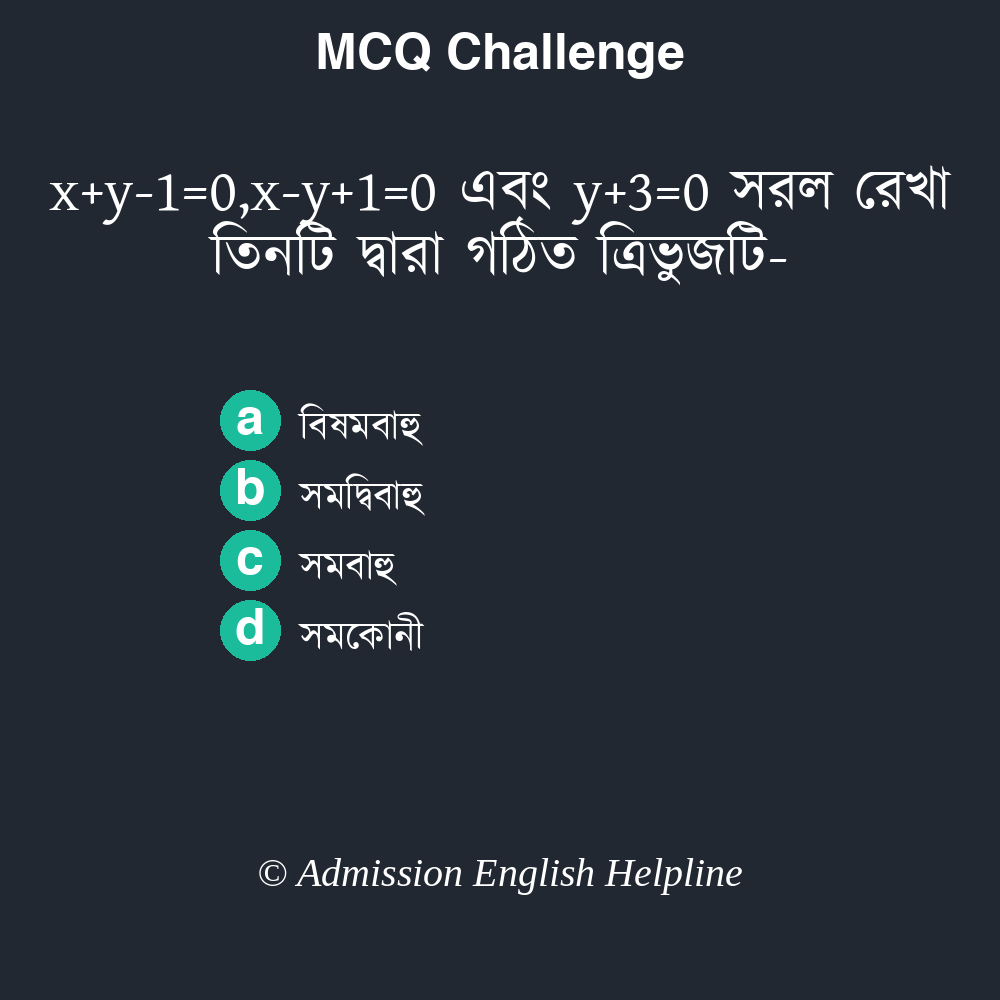 MCQ Challenge
x+y-1=0,x-y+1=0 এবং y+3=0 সরল রেখা
তিনটি দ্বারা গঠিত ত্রিভুজটি-
a বিষমবাহু
b সমদ্বিবাহু
c সমবাহু
d সমকোনী
© Admission English Helpline